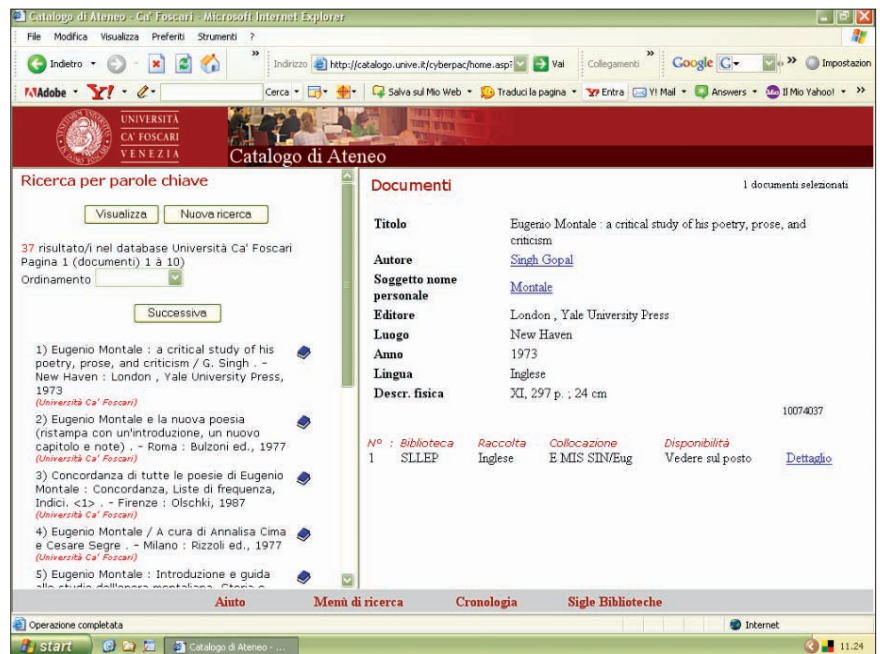 Catalogo di Ateneo - Ca' Foscari - Microsoft Internet Explorer
File Modifica Visualizza Preferiti Strumenti ?
Indietro Indirizzo http://catalogo.unive.it/cyberpac/home.asp? Vai Collegamenti Google G Impostazion
Adobe Y! Cerca Salva sul Mio Web Traduci la pagina Entra Y! Mail Answers Il Mio Yahoo!
UNIVERSITÀ
CA' FOSCARI
VENEZIA
Catalogo di Ateneo
Ricerca per parole chiave
Visualizza Nuova ricerca
37 risultato/i nel database Università Ca' Foscari
Pagina 1 (documenti) 1 à 10)
Ordinamento
Successiva
1) Eugenio Montale : a critical study of his
poetry, prose, and criticism / G. Singh . -
New Haven : London , Yale University Press,
1973
(Università Ca' Foscari)
2) Eugenio Montale e la nuova poesia
(ristampa con un'introduzione, un nuovo
capitolo e note) . - Roma : Bulzoni ed., 1977
(Università Ca' Foscari)
3) Concordanza di tutte le poesie di Eugenio
Montale : Concordanza, Liste di frequenza,
Indici. <1> . - Firenze : Olschki, 1987
(Università Ca' Foscari)
4) Eugenio Montale / A cura di Annalisa Cima
e Cesare Segre . - Milano : Rizzoli ed., 1977
(Università Ca' Foscari)
5) Eugenio Montale : Introduzione e guida
Documenti 1 documenti selezionati
Titolo Eugenio Montale : a critical study of his poetry, prose, and
criticism
Autore Singh Gopal
Soggetto nome
personale Montale
Editore London , Yale University Press
Luogo New Haven
Anno 1973
Lingua Inglese
Descr. fisica XI, 297 p. ; 24 cm
10074037
N° : Biblioteca Raccolta Collocazione Disponibilità
1 SLLEP Inglese E MIS SIN/Eug Vedere sul posto Dettaglio
Aiuto Menù di ricerca Cronologia Sigle Biblioteche
Operazione completata Internet
start Catalogo di Ateneo - ... 11.24